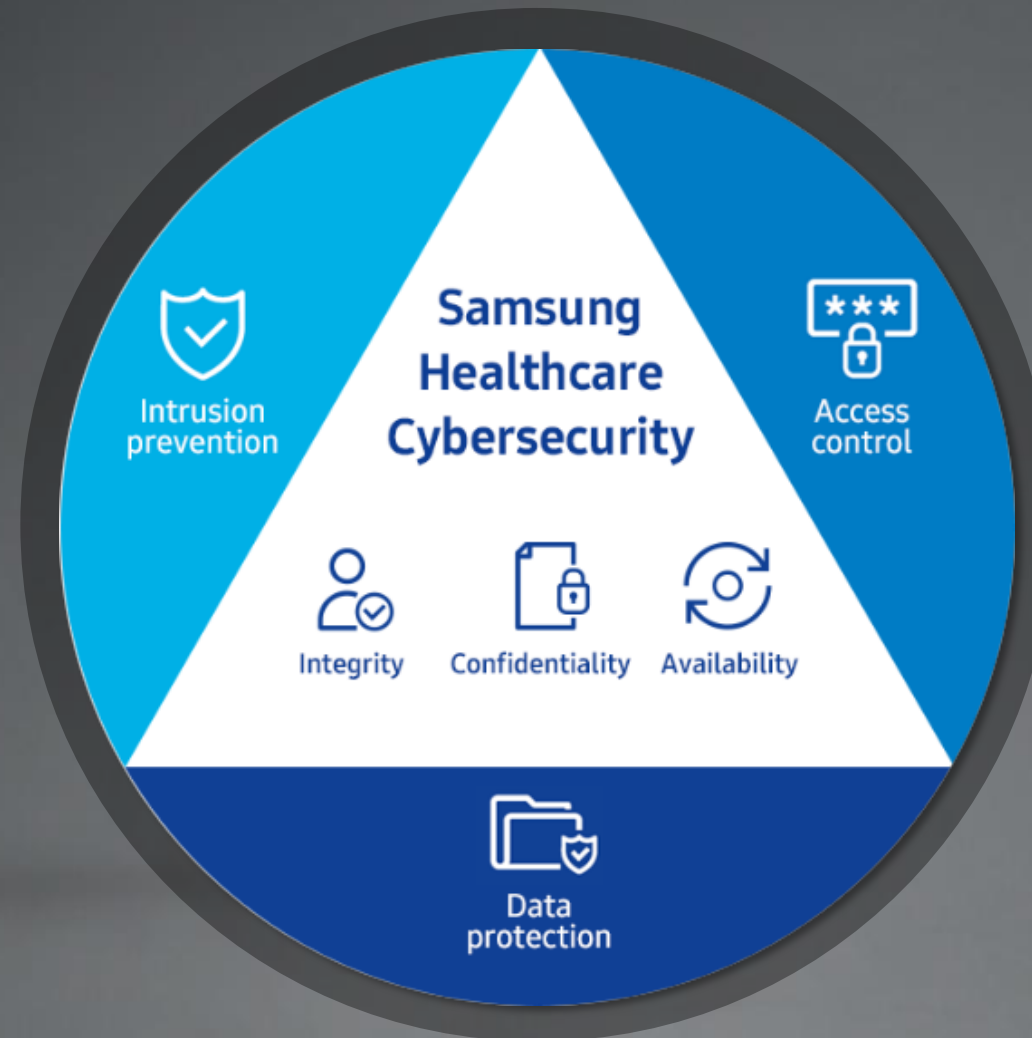 Samsung
Healthcare
Cybersecurity
Intrusion
prevention
***
Access
control
Integrity
Confidentiality
Availability
Data
protection